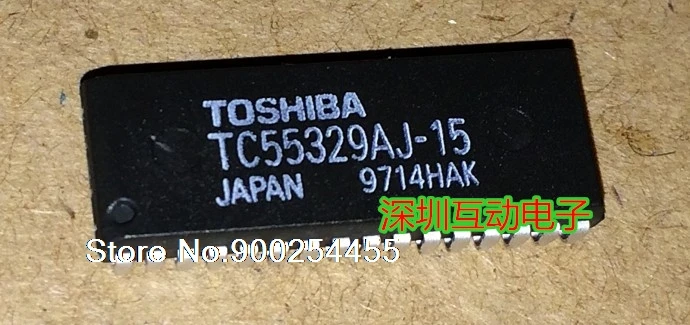 TOSHIBA
TC55329AJ-15
JAPAN 9714HAK
深圳互动电子
Store No:900254455